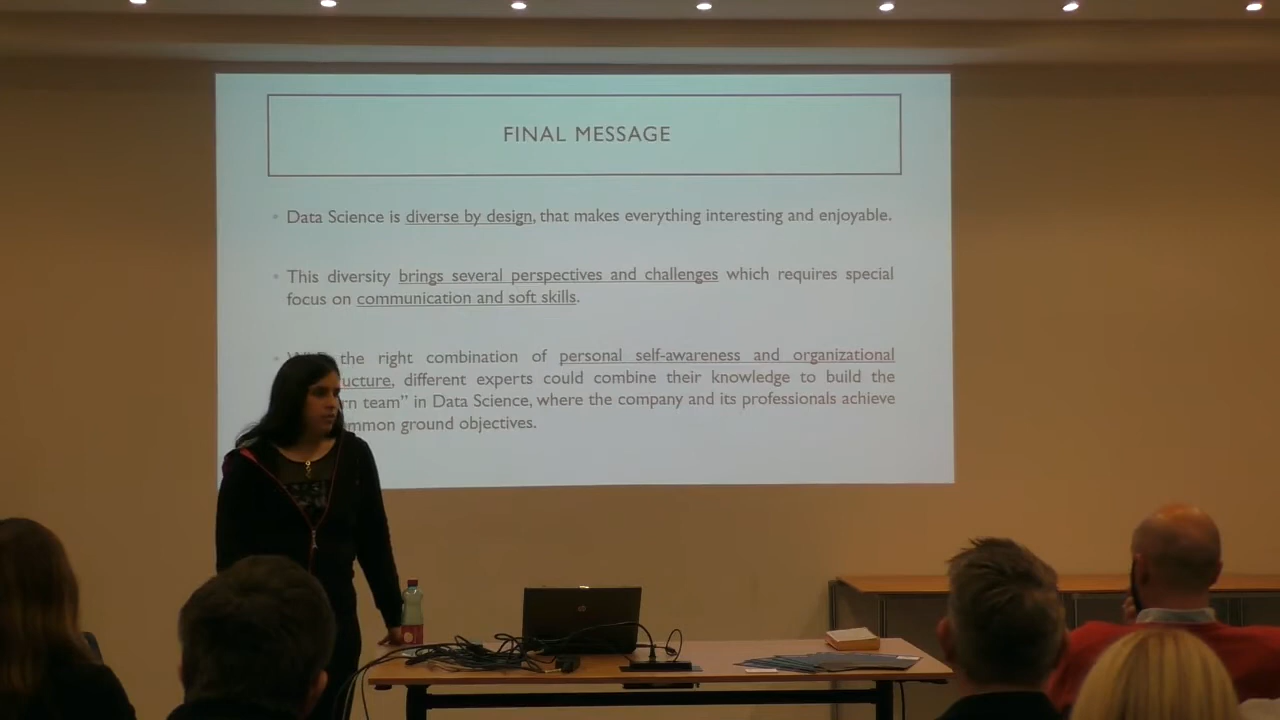 FINAL MESSAGE
Data Science is diverse by design, that makes everything interesting and enjoyable.
This diversity brings several perspectives and challenges which requires special
focus on communication and soft skills.
the right combination of personal self-awareness and organizational
ucture, different experts could combine their knowledge to build the
rn team" in Data Science, where the company and its professionals achieve
mmon ground objectives.